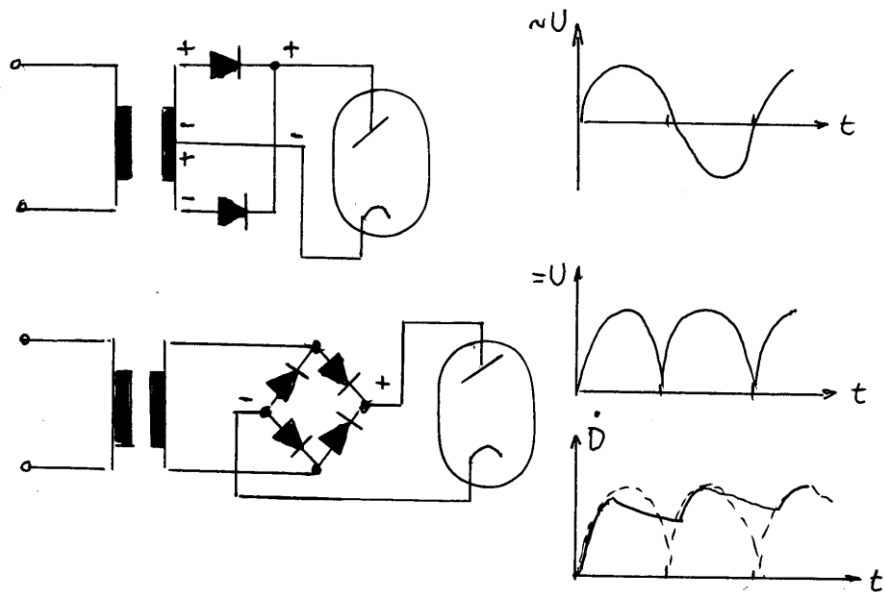 + +
-
-
+
-
~U
t
=U
t
- +
Ḋ
t